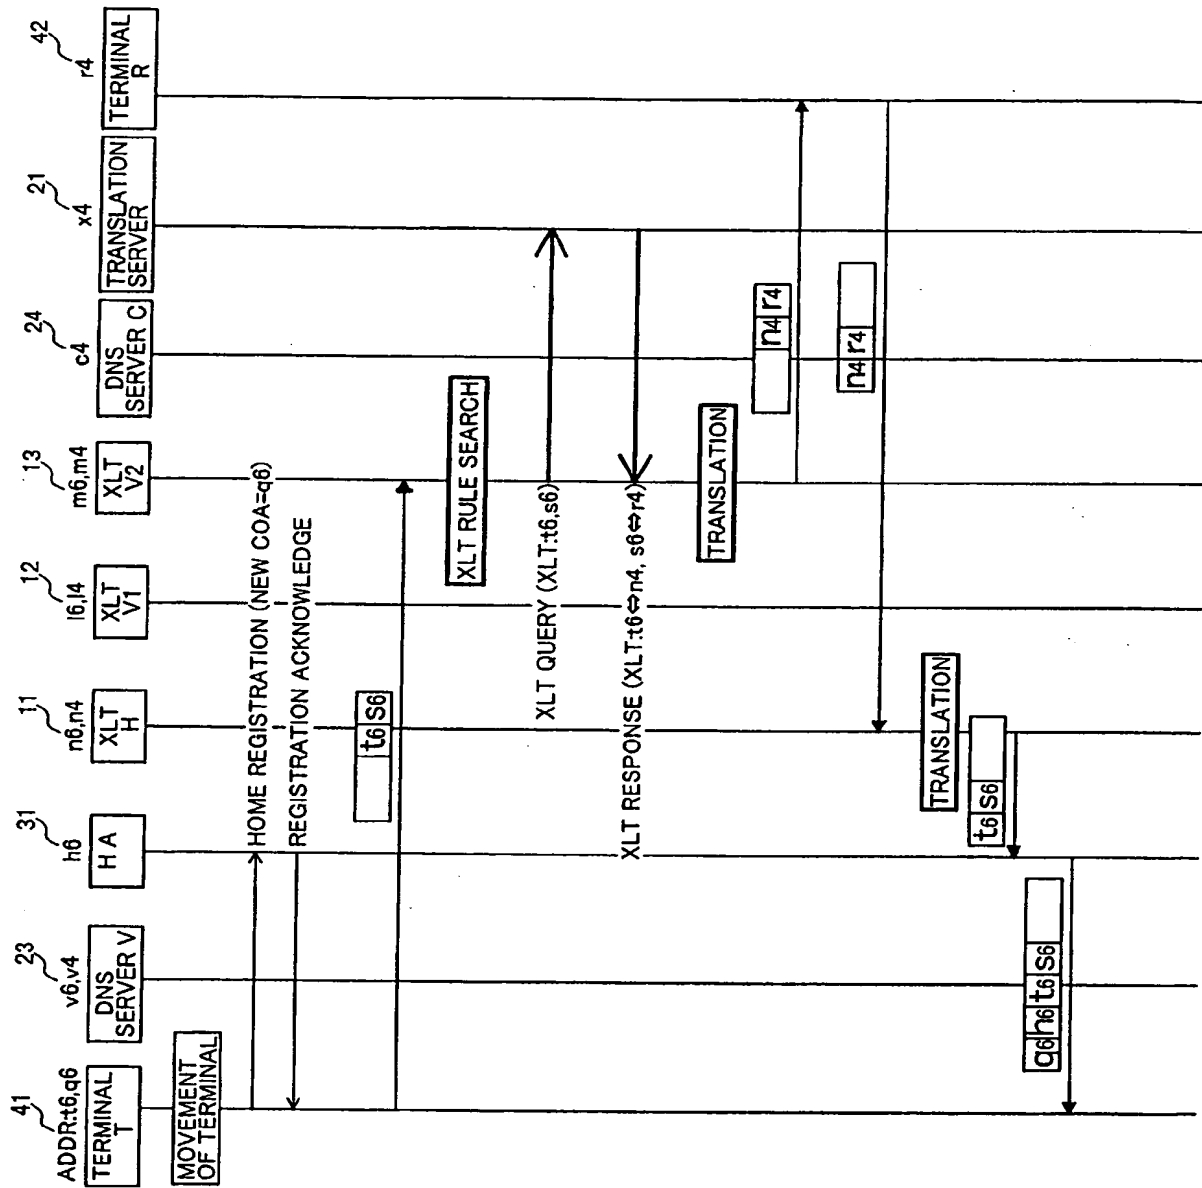 41
ADDR:t6,q6
TERMINAL
T
23
v6,v4
DNS
SERVER V
31
h6
H A
11
n6,n4
XLT
H
12
l6,l4
XLT
V1
13
m6,m4
XLT
V2
24
c4
DNS
SERVER C
21
x4
TRANSLATION
SERVER
42
r4
TERMINAL
R
MOVEMENT
OF TERMINAL
HOME REGISTRATION (NEW COA=q6)
REGISTRATION ACKNOWLEDGE
t6 s6
XLT RULE SEARCH
XLT QUERY (XLT:t6,s6)
XLT RESPONSE (XLT:t6⇔n4, s6⇔r4)
TRANSLATION
n4 r4
n4 r4
TRANSLATION
t6 s6
q6 h6 t6 s6